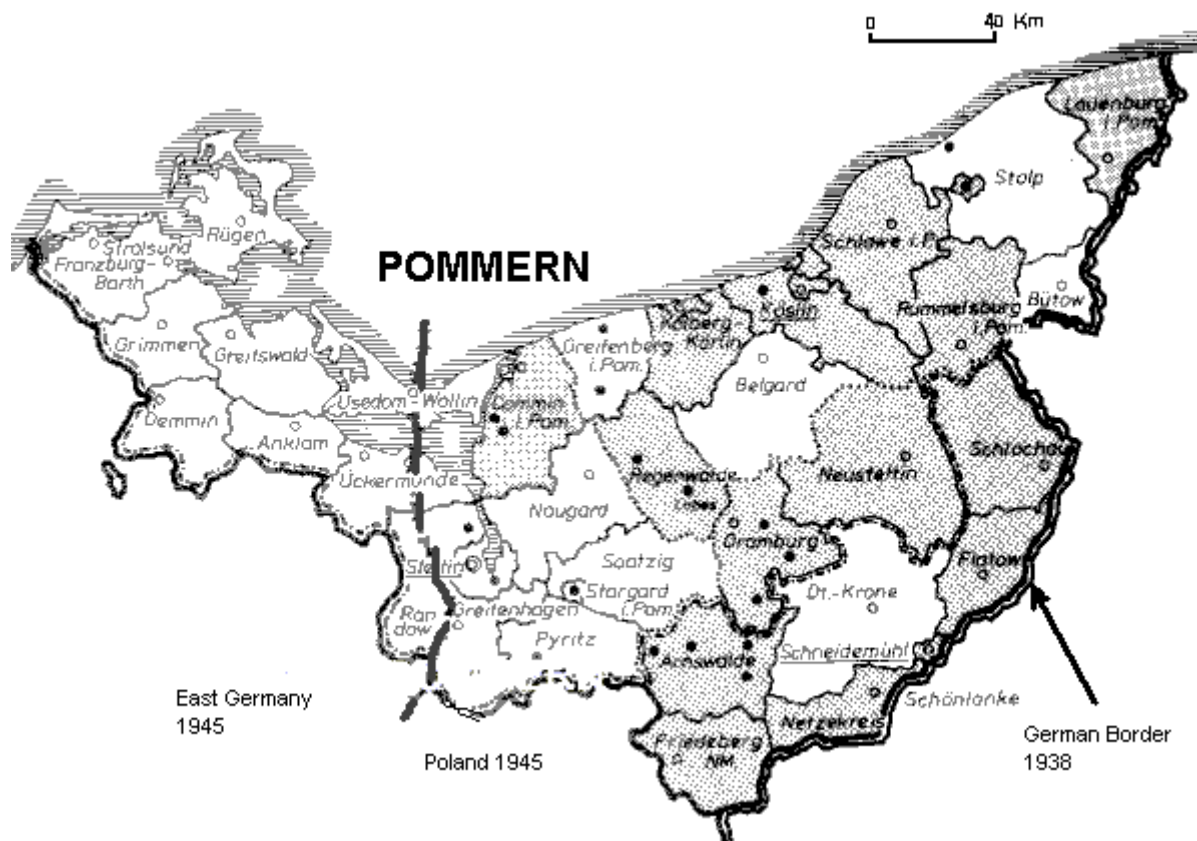 0 40 Km
Lauenburg
i. Pom.
Stolp
Rügen
Schlawe i. P.
Stralsund
Franzburg-
Barth
POMMERN
Rummelsburg
i. Pom.
Bütow
Köslin
Kolberg-
Körlin
Greifenberg
i. Pom.
Grimmen
Greifswald
Belgard
Usedom-Wollin
Cammin
i. Pom.
Demmin
Anklam
Schlochau
Neustettin
Regenwalde
Labes
Ückermünde
Naugard
Dramburg
Flatow
Saatzig
Stettin
Stargard
i. Pom.
Dt.-Krone
Ran
dow
Greifenhagen
Pyritz
Schneidemühl
Arnswalde
Schönlanke
Netzekreis
East Germany
1945
Friedeberg
NM
German Border
1938
Poland 1945